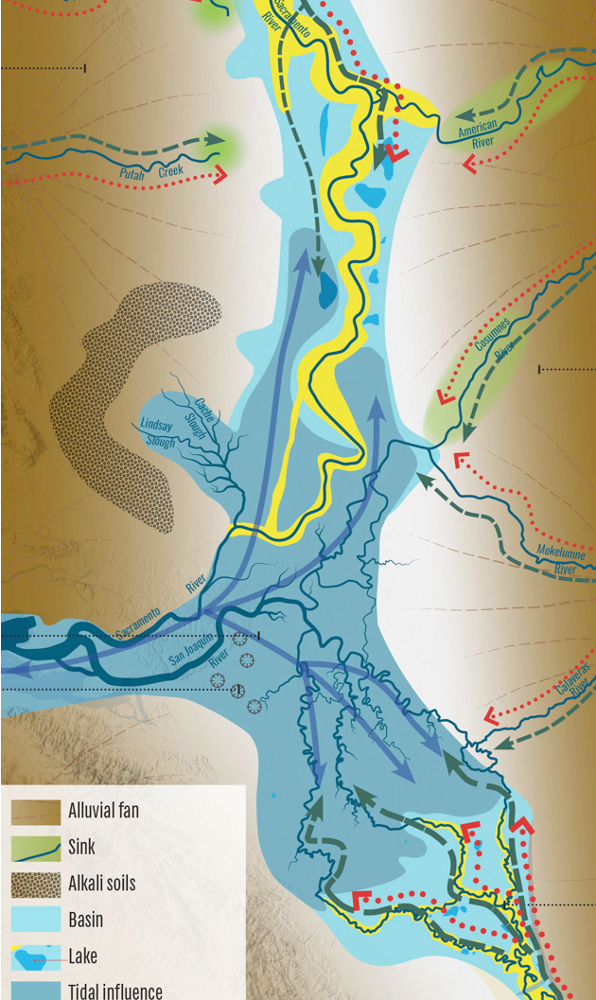 Sacramento
River
American
River
Putah Creek
Cosumnes
River
Cache
Slough
Lindsay
Slough
Mokelumne
River
River
Sacramento
San Joaquin
River
Calaveras
River
Alluvial fan
Sink
Alkali soils
Basin
Lake
Tidal influence